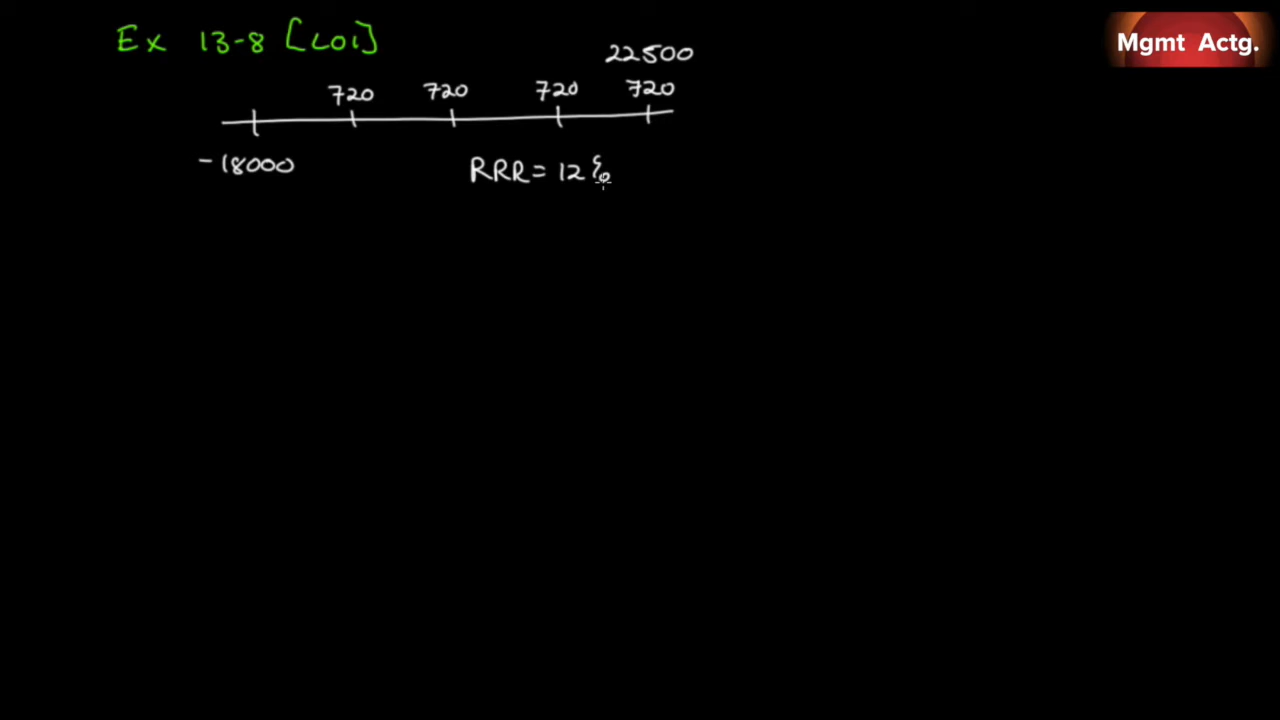 Ex 13-8 [LO1]
Mgmt Actg.
22500
720 720 720 720
-18000
RRR = 12%